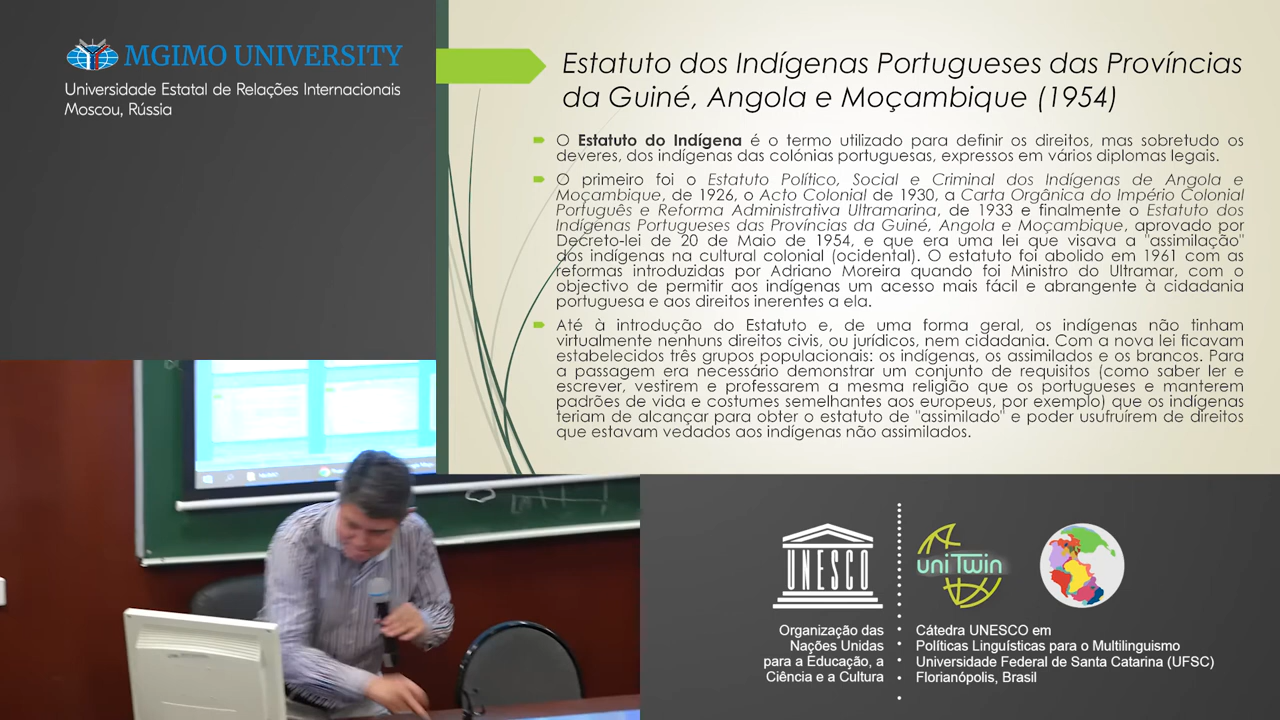 MGIMO UNIVERSITY
Universidade Estatal de Relações Internacionais
Moscou, Rússia
Estatuto dos Indígenas Portugueses das Províncias
da Guiné, Angola e Moçambique (1954)
O Estatuto do Indígena é o termo utilizado para definir os direitos, mas sobretudo os
deveres, dos indígenas das colónias portuguesas, expressos em vários diplomas legais.
O primeiro foi o Estatuto Político, Social e Criminal dos Indígenas de Angola e
Moçambique, de 1926, o Acto Colonial de 1930, a Carta Orgânica do Império Colonial
Português e Reforma Administrativa Ultramarina, de 1933 e finalmente o Estatuto dos
Indígenas Portugueses das Províncias da Guiné, Angola e Moçambique, aprovado por
Decreto-lei de 20 de Maio de 1954, e que era uma lei que visava a "assimilação"
dos indígenas na cultural colonial (ocidental). O estatuto foi abolido em 1961 com as
reformas introduzidas por Adriano Moreira quando foi Ministro do Ultramar, com o
objectivo de permitir aos indígenas um acesso mais fácil e abrangente à cidadania
portuguesa e aos direitos inerentes a ela.
Até à introdução do Estatuto e, de uma forma geral, os indígenas não tinham
virtualmente nenhuns direitos civis, ou jurídicos, nem cidadania. Com a nova lei ficavam
estabelecidos três grupos populacionais: os indígenas, os assimilados e os brancos. Para
a passagem era necessário demonstrar um conjunto de requisitos (como saber ler e
escrever, vestirem e professarem a mesma religião que os portugueses e manterem
padrões de vida e costumes semelhantes aos europeus, por exemplo) que os indígenas
teriam de alcançar para obter o estatuto de "assimilado" e poder usufruírem de direitos
que estavam vedados aos indígenas não assimilados.
UNESCO
Organização das
Nações Unidas
para a Educação, a
Ciência e a Cultura
uniTwin
Cátedra UNESCO em
Políticas Linguísticas para o Multilinguismo
Universidade Federal de Santa Catarina (UFSC)
Florianópolis, Brasil